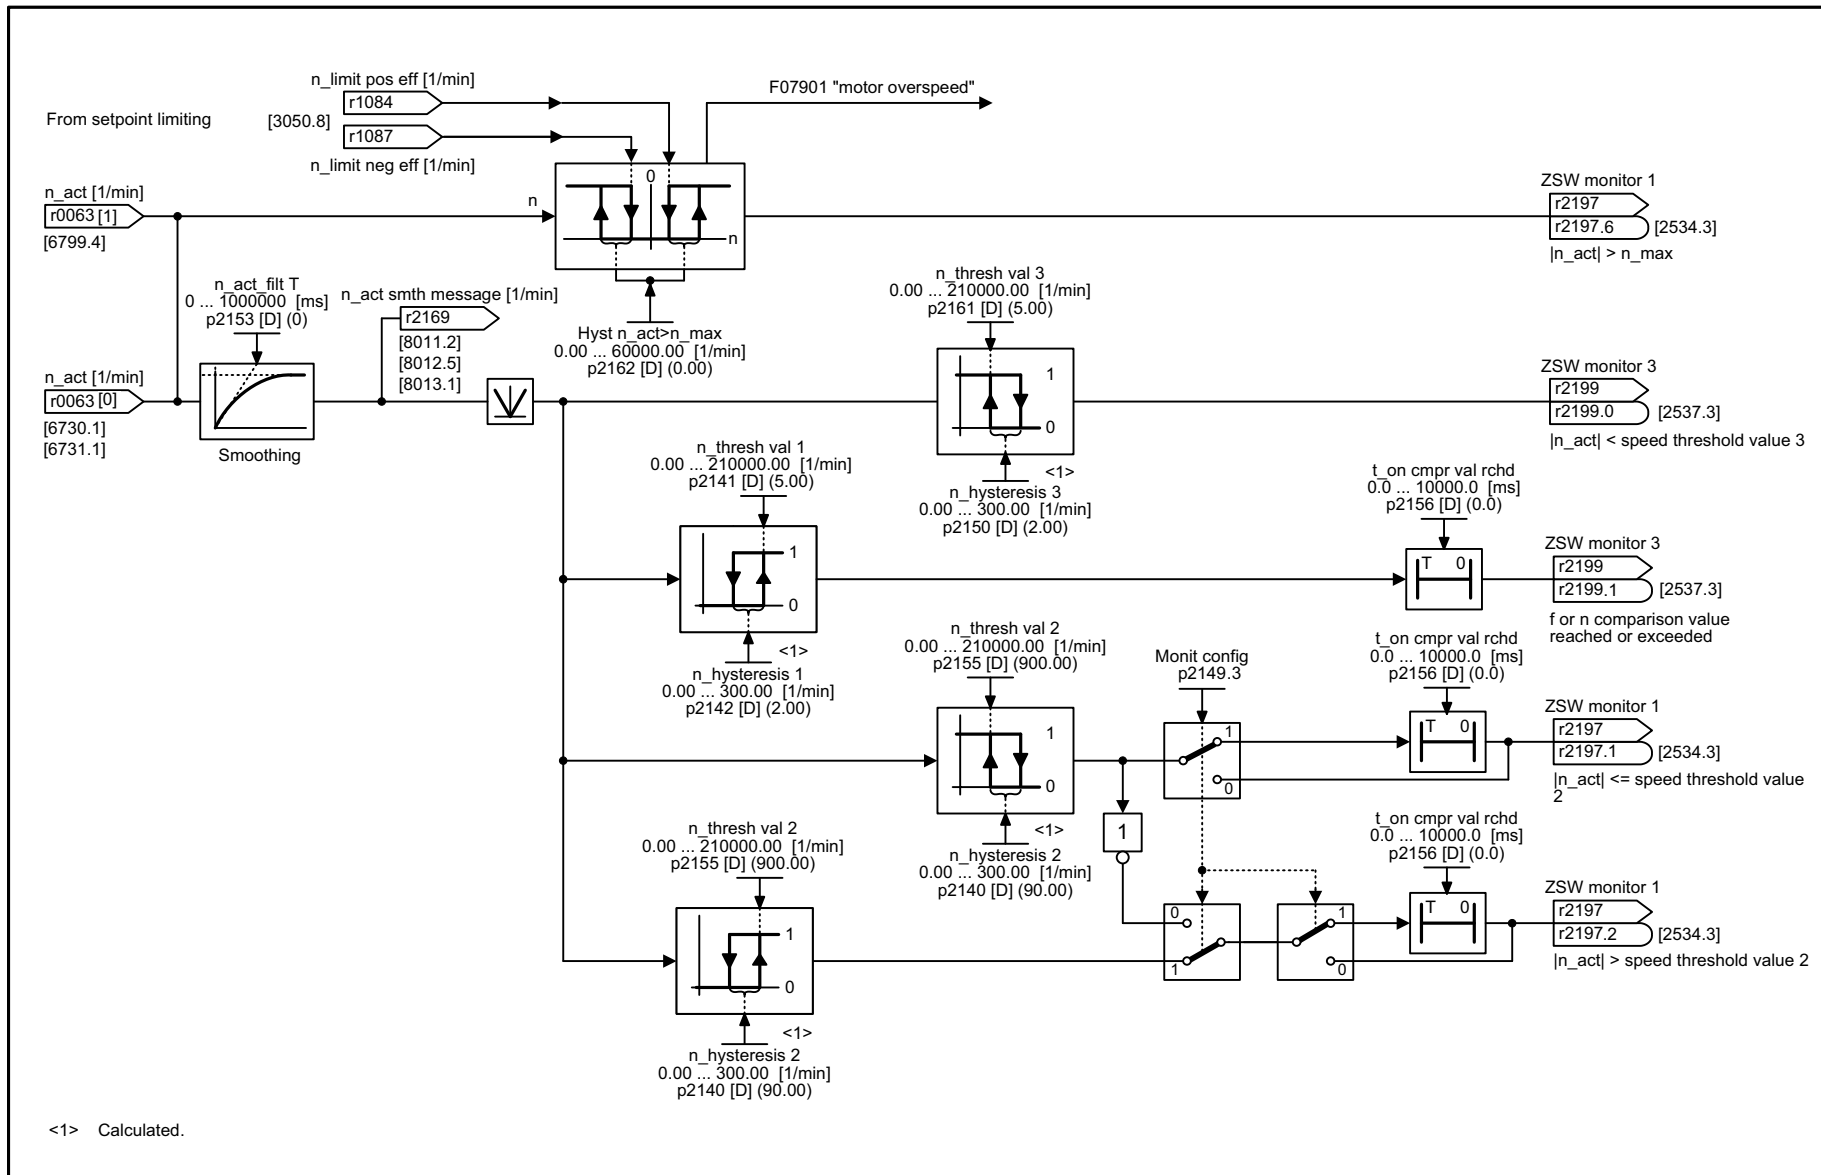 n_limit pos eff [1/min]
r1084
F07901 "motor overspeed"
From setpoint limiting
[3050.8]
r1087
n_limit neg eff [1/min]
n_act [1/min]
r0063 [1]
[6799.4]
n
0
n
ZSW monitor 1
r2197
r2197.6
[2534.3]
|n_act| > n_max
n_act_filt T
0 ... 1000000 [ms]
p2153 [D] (0)
n_act smth message [1/min]
r2169
[8011.2]
[8012.5]
[8013.1]
Hyst n_act>n_max
0.00 ... 60000.00 [1/min]
p2162 [D] (0.00)
n_thresh val 3
0.00 ... 210000.00 [1/min]
p2161 [D] (5.00)
1
0
<1>
n_hysteresis 3
0.00 ... 300.00 [1/min]
p2150 [D] (2.00)
ZSW monitor 3
r2199
r2199.0
[2537.3]
|n_act| < speed threshold value 3
n_act [1/min]
r0063 [0]
[6730.1]
[6731.1]
Smoothing
n_thresh val 1
0.00 ... 210000.00 [1/min]
p2141 [D] (5.00)
1
0
<1>
n_hysteresis 1
0.00 ... 300.00 [1/min]
p2142 [D] (2.00)
t_on cmpr val rchd
0.0 ... 10000.0 [ms]
p2156 [D] (0.0)
T 0
ZSW monitor 3
r2199
r2199.1
[2537.3]
f or n comparison value
reached or exceeded
n_thresh val 2
0.00 ... 210000.00 [1/min]
p2155 [D] (900.00)
1
0
<1>
n_hysteresis 2
0.00 ... 300.00 [1/min]
p2140 [D] (90.00)
Monit config
p2149.3
1
0
t_on cmpr val rchd
0.0 ... 10000.0 [ms]
p2156 [D] (0.0)
T 0
ZSW monitor 1
r2197
r2197.1
[2534.3]
|n_act| <= speed threshold value
2
1
n_thresh val 2
0.00 ... 210000.00 [1/min]
p2155 [D] (900.00)
1
0
<1>
n_hysteresis 2
0.00 ... 300.00 [1/min]
p2140 [D] (90.00)
0
1
1
0
t_on cmpr val rchd
0.0 ... 10000.0 [ms]
p2156 [D] (0.0)
T 0
ZSW monitor 1
r2197
r2197.2
[2534.3]
|n_act| > speed threshold value 2
<1> Calculated.